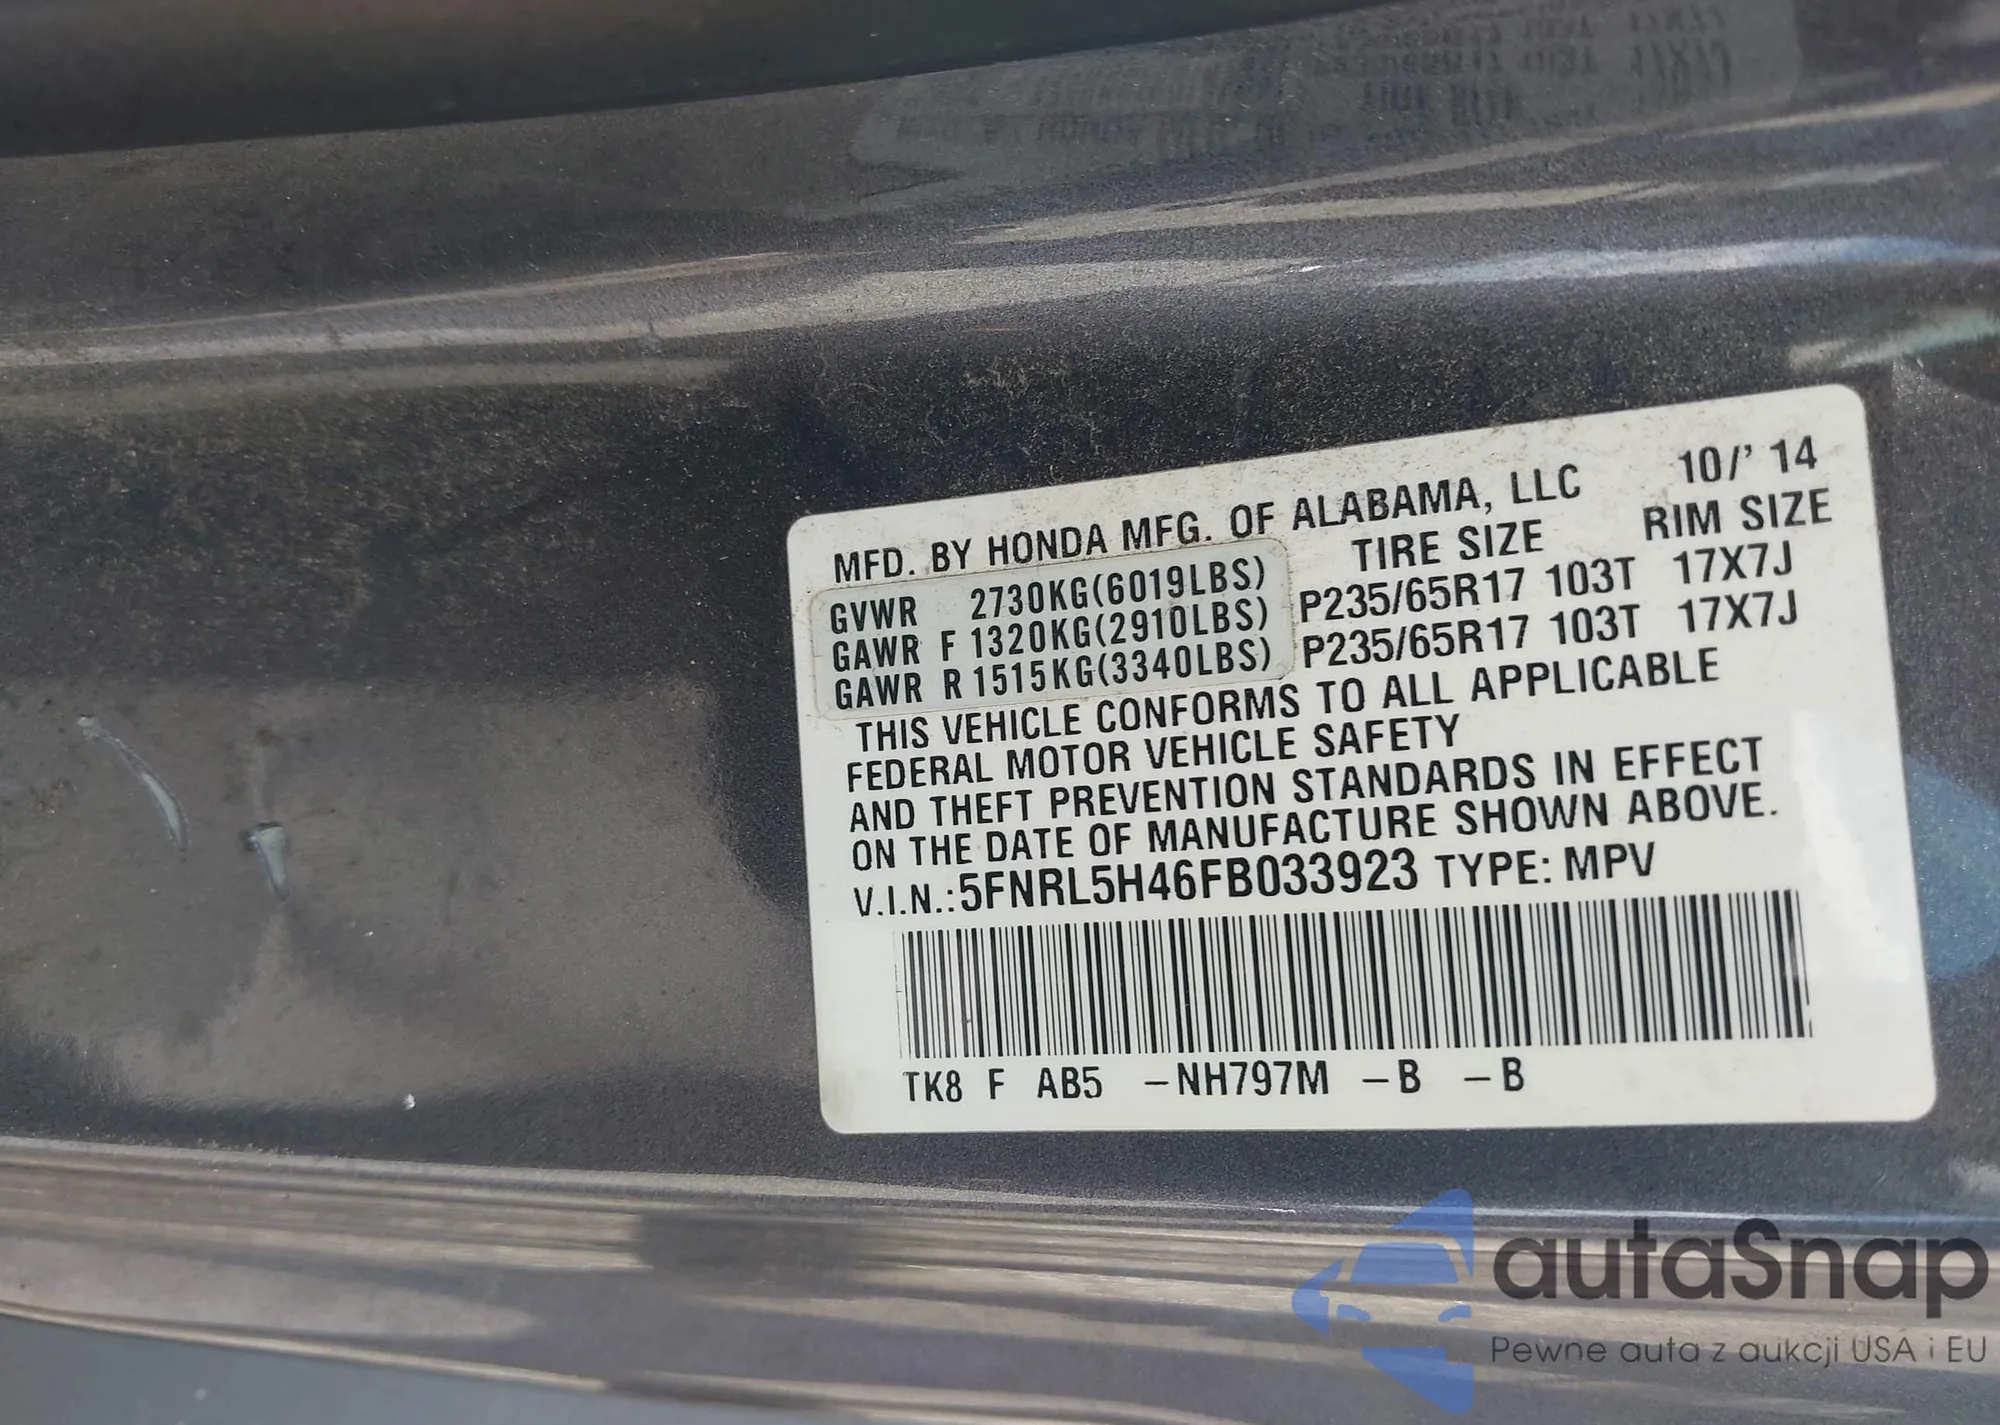 MFD. BY HONDA MFG. OF ALABAMA, LLC 10/' 14
TIRE SIZE RIM SIZE
GVWR 2730KG(6019LBS)
GAWR F 1320KG(2910LBS) P235/65R17 103T 17X7J
GAWR R 1515KG(3340LBS) P235/65R17 103T 17X7J
THIS VEHICLE CONFORMS TO ALL APPLICABLE
FEDERAL MOTOR VEHICLE SAFETY
AND THEFT PREVENTION STANDARDS IN EFFECT
ON THE DATE OF MANUFACTURE SHOWN ABOVE.
V.I.N.:5FNRL5H46FB033923 TYPE: MPV
TK8 F AB5 –NH797M –B –B
autaSnap
Pewne auta z aukcji USA i EU